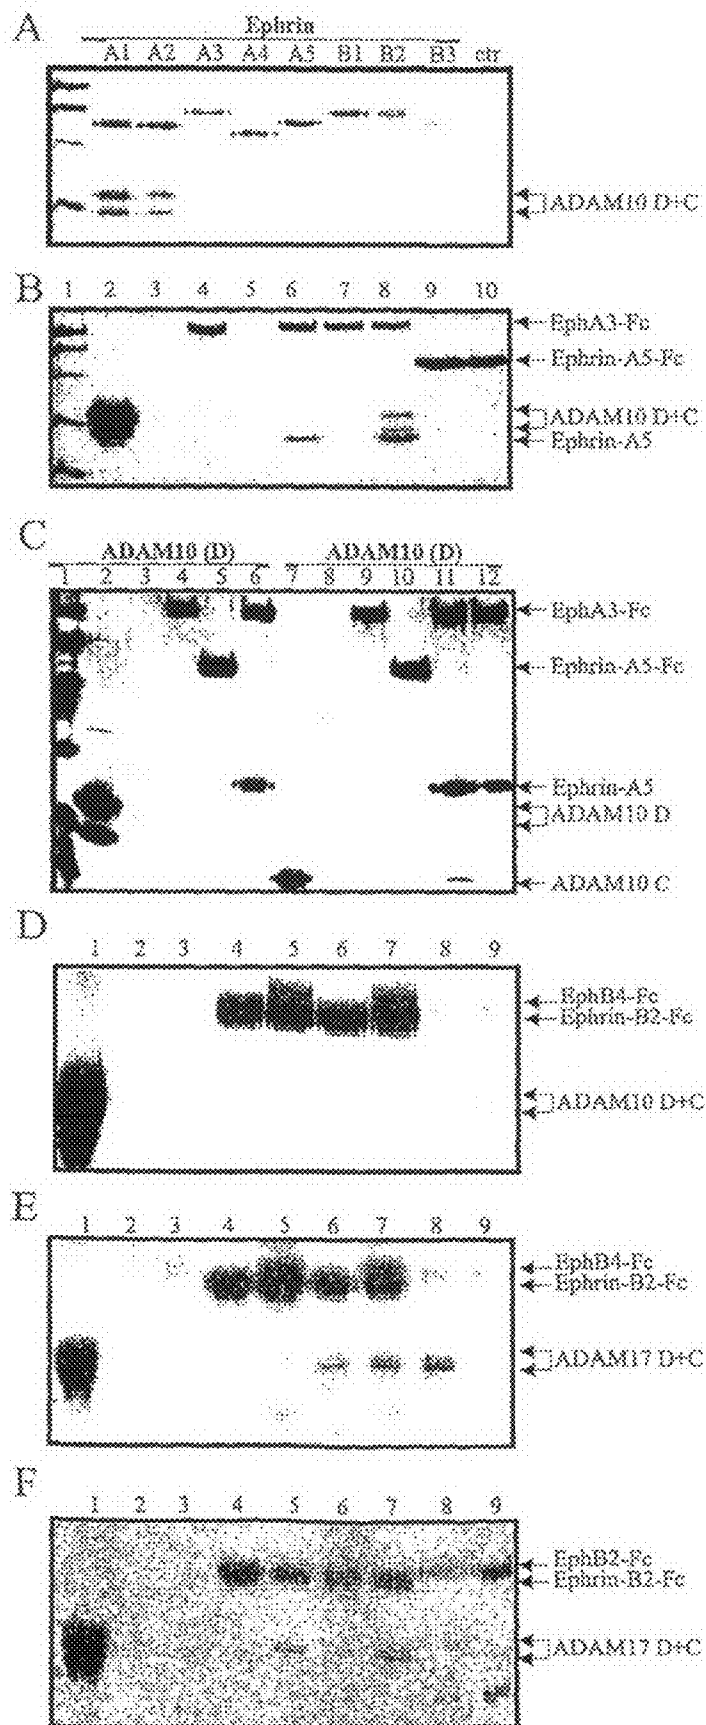 A
Ephrin
A1 A2 A3 A4 A5 B1 B2 B3 ctr
ADAM10 D+C
B
1 2 3 4 5 6 7 8 9 10
EphA3-Fc
Ephrin-A5-Fc
ADAM10 D+C
Ephrin-A5
C
ADAM10 (D) ADAM10 (D)
1 2 3 4 5 6 7 8 9 10 11 12
EphA3-Fc
Ephrin-A5-Fc
Ephrin-A5
ADAM10 D
ADAM10 C
D
1 2 3 4 5 6 7 8 9
EphB4-Fc
Ephrin-B2-Fc
ADAM10 D+C
E
1 2 3 4 5 6 7 8 9
EphB4-Fc
Ephrin-B2-Fc
ADAM17 D+C
F
1 2 3 4 5 6 7 8 9
EphB2-Fc
Ephrin-B2-Fc
ADAM17 D+C